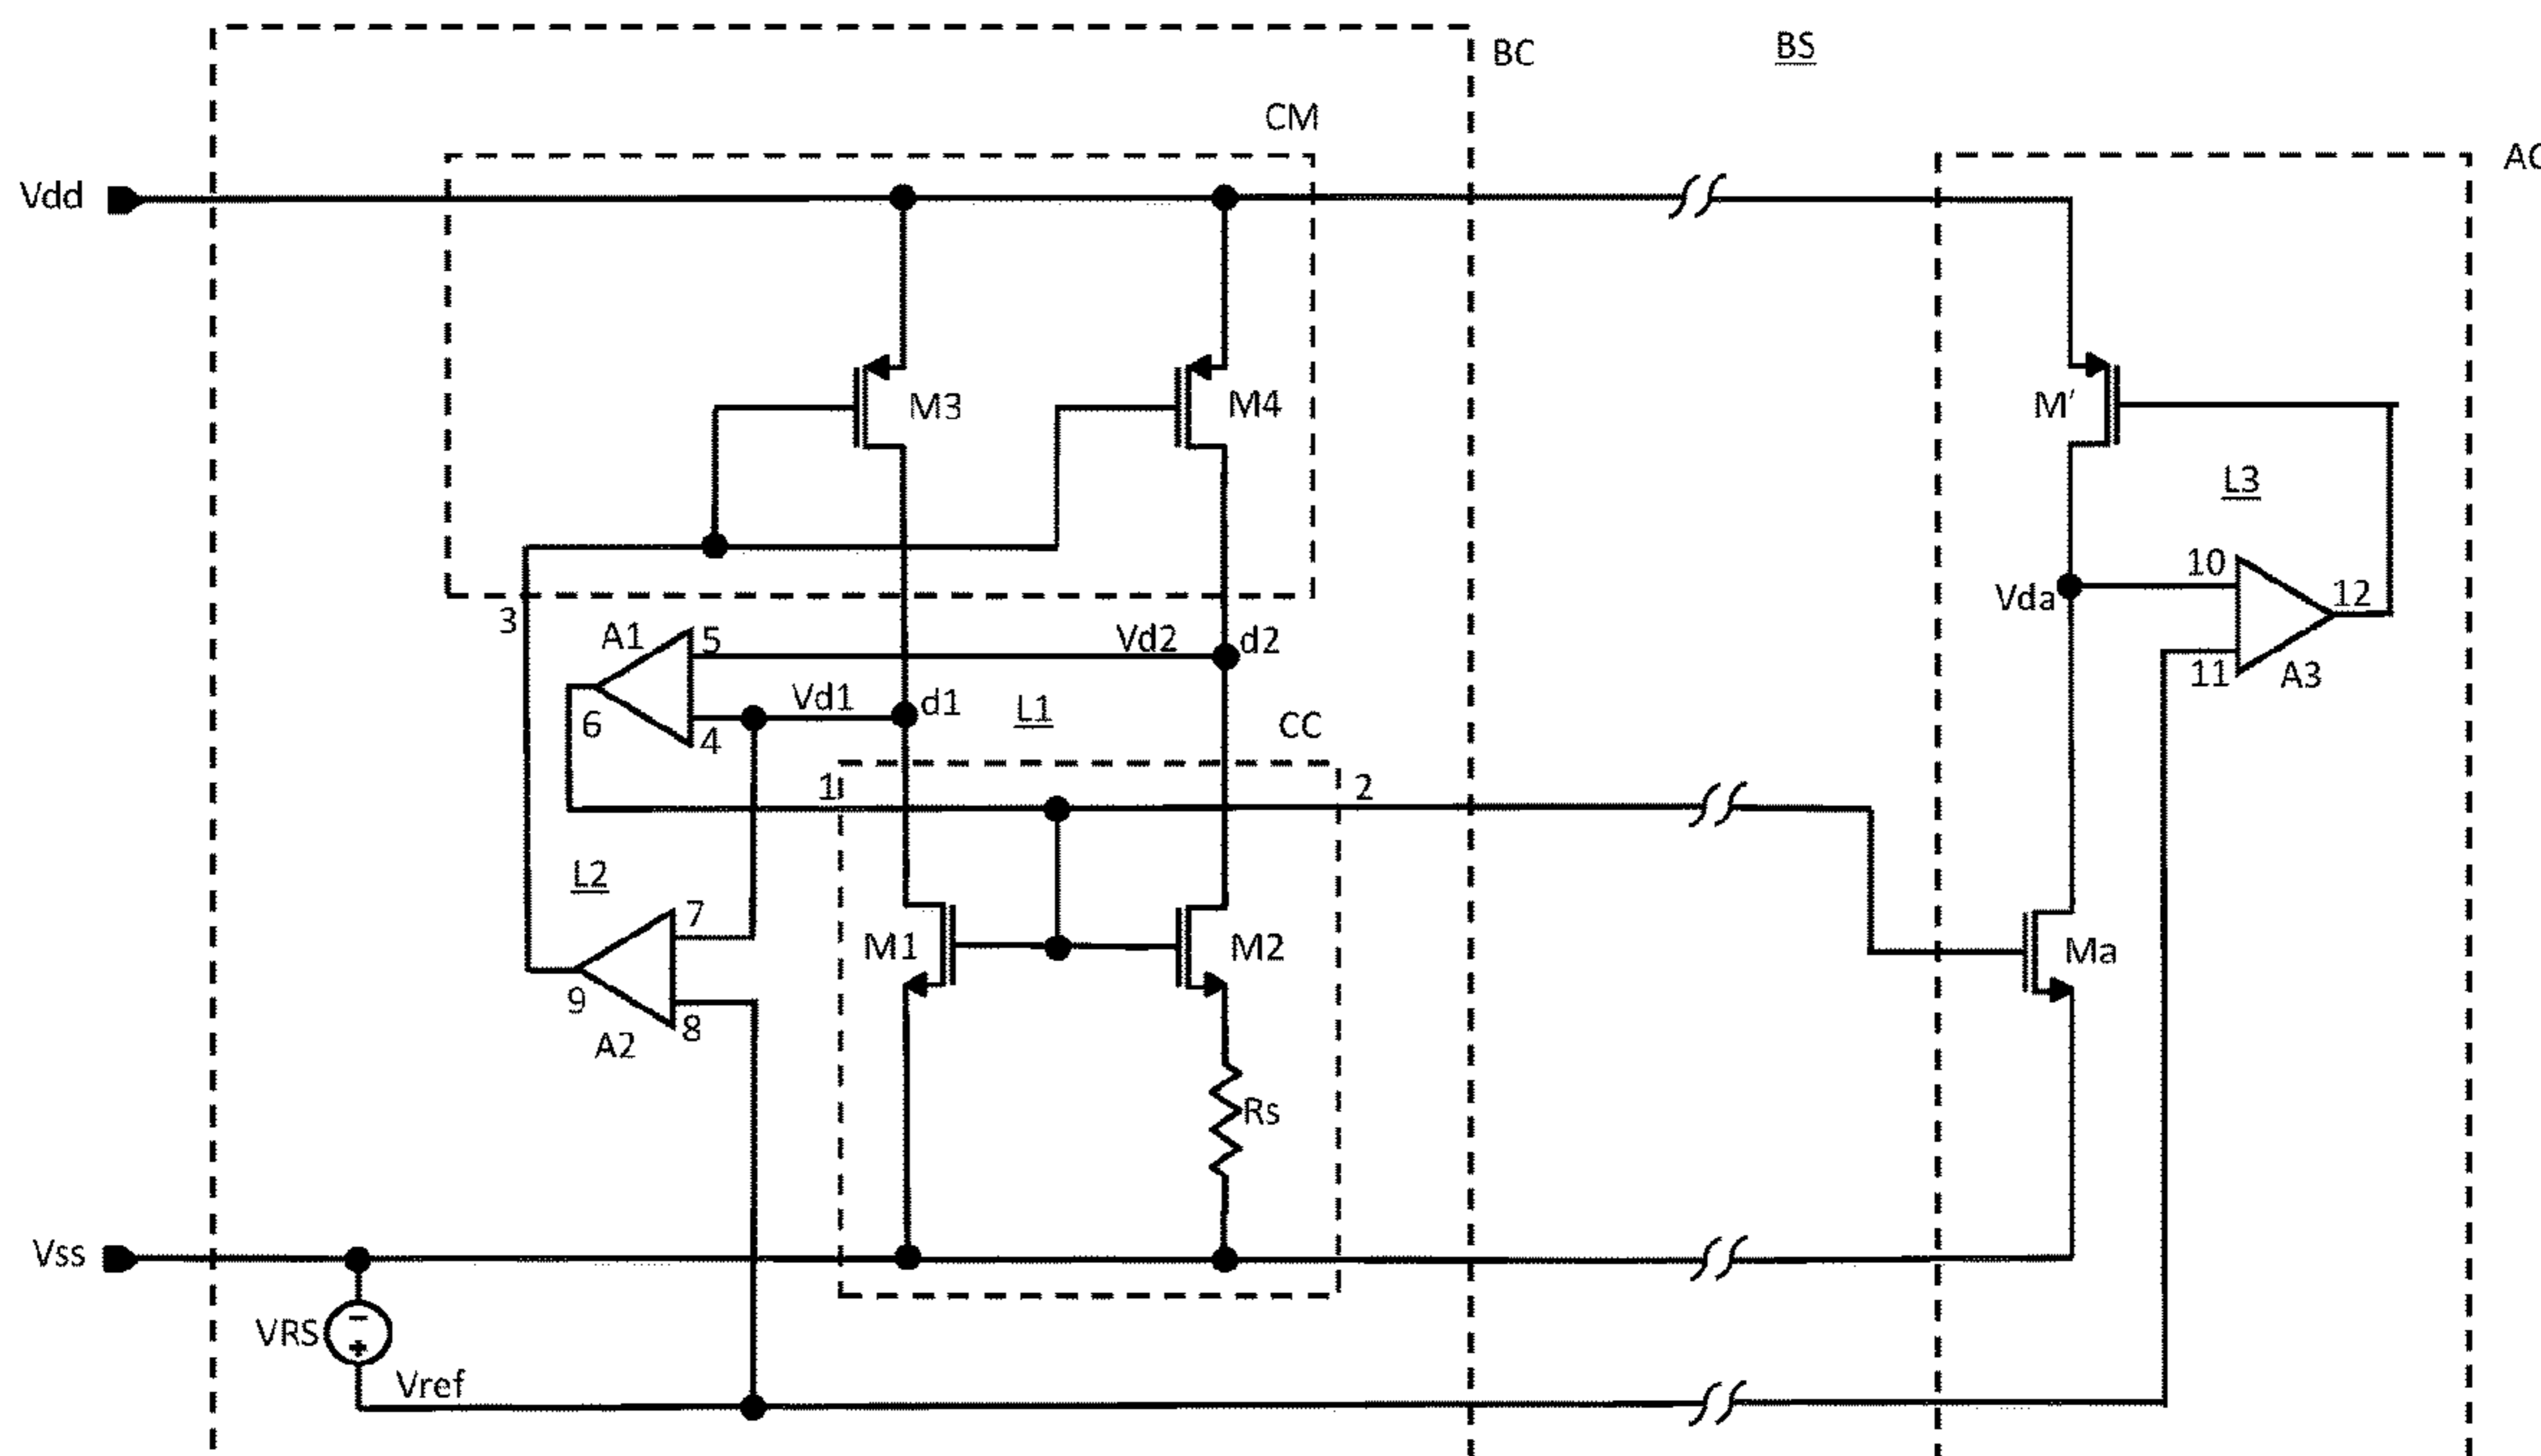 BS
BC
CM
AC
Vdd
M3
M4
M'
L3
10
Vda
12
3
A1
5
Vd2
d2
11
A3
Vd1
d1
L1
6
4
CC
1
2
L2
7
M1
M2
Ma
9
8
A2
Rs
Vss
-
VRS
+
Vref